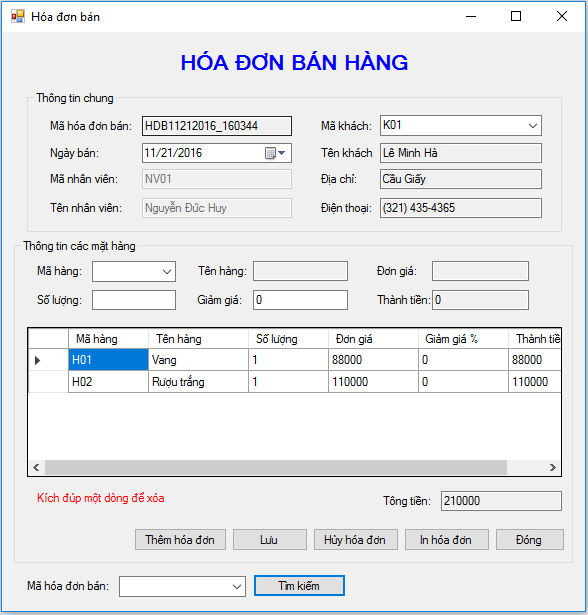 Hóa đơn bán
HÓA ĐƠN BÁN HÀNG
Thông tin chung
Mã hóa đơn bán: HDB11212016_160344 Mã khách: K01
Ngày bán: 11/21/2016 Tên khách Lê Minh Hà
Mã nhân viên: NV01 Địa chỉ: Cầu Giấy
Tên nhân viên: Nguyễn Đức Huy Điện thoại: (321) 435-4365
Thông tin các mặt hàng
Mã hàng: Tên hàng: Đơn giá:
Số lượng: Giảm giá: 0 Thành tiền: 0
Mã hàng Tên hàng Số lượng Đơn giá Giảm giá % Thành tiề
H01 Vang 1 88000 0 88000
H02 Rượu trắng 1 110000 0 110000
Kích đúp một dòng để xóa
Tổng tiền: 210000
Thêm hóa đơn Lưu Hủy hóa đơn In hóa đơn Đóng
Mã hóa đơn bán: Tìm kiếm